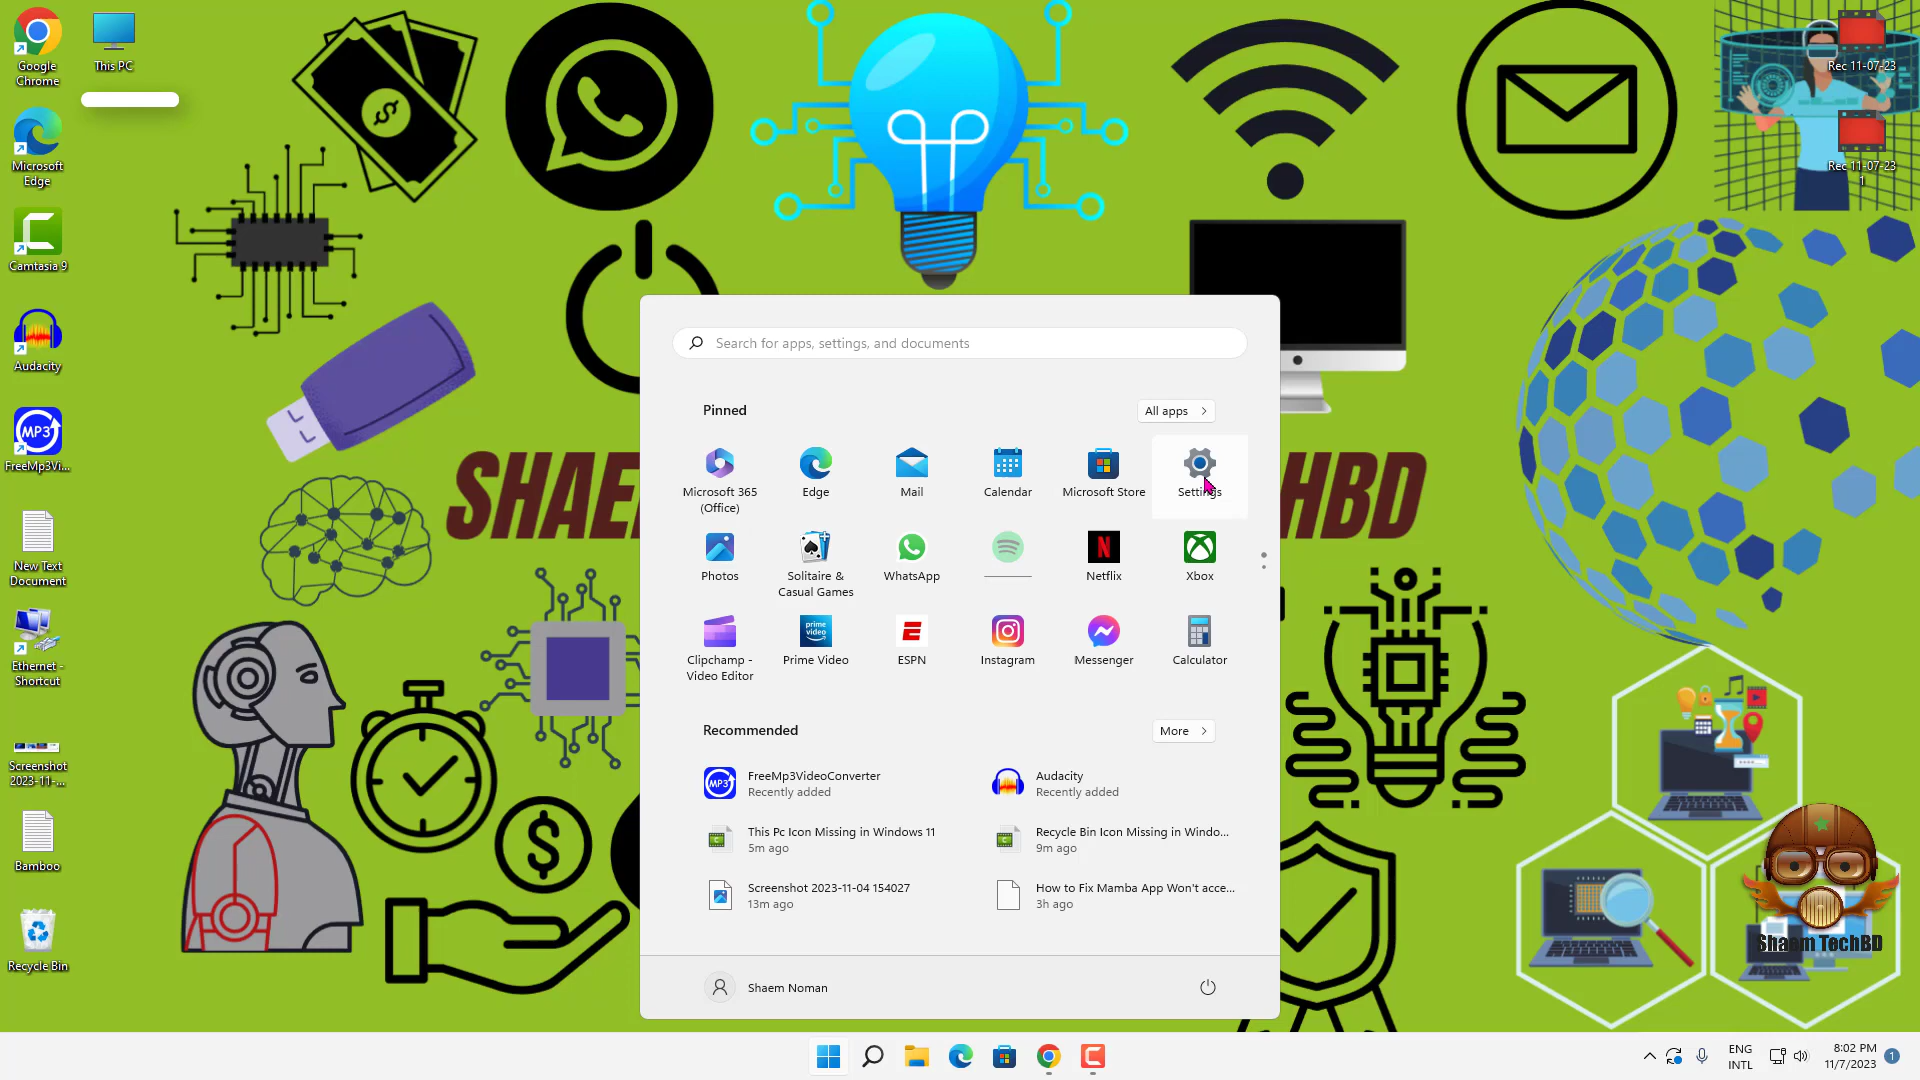 Google
Chrome
This PC
Microsoft
Edge
Camtasia 9
Audacity
MP3
FreeMp3Vi...
New Text
Document
Ethernet -
Shortcut
Screenshot
2023-11-...
Bamboo
Recycle Bin
Rec 11-07-23
Rec 11-07-23
1
SHAE
HBD
Search for apps, settings, and documents
Pinned
All apps
Microsoft 365
(Office)
Edge
Mail
Calendar
Microsoft Store
Settings
Photos
Solitaire &
Casual Games
WhatsApp
Netflix
Xbox
prime
video
Clipchamp -
Video Editor
Prime Video
ESPN
Instagram
Messenger
Calculator
Recommended
More
MP3
FreeMp3VideoConverter
Recently added
Audacity
Recently added
This Pc Icon Missing in Windows 11
5m ago
Recycle Bin Icon Missing in Windo...
9m ago
Screenshot 2023-11-04 154027
13m ago
How to Fix Mamba App Won't acce...
3h ago
Shaem Noman
Shaem TechBD
ENG
INTL
8:02 PM
11/7/2023
1